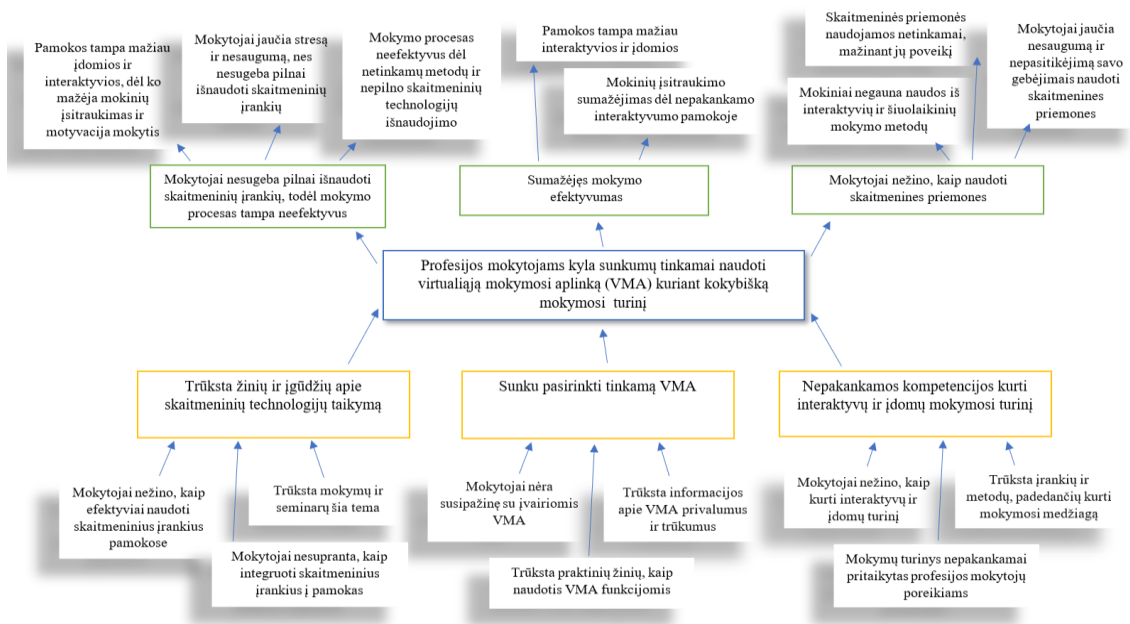 Pamokos tampa mažiau
įdomios ir
interaktyvios, dėl ko
mažėja mokinių
įsitraukimas ir
motyvacija mokytis
Mokytojai jaučia stresą
ir nesaugumą, nes
nesugeba pilnai
išnaudoti skaitmeninių
įrankių
Mokymo procesas
neefektyvus dėl
netinkamų metodų ir
nepilno skaitmeninių
technologijų
išnaudojimo
Pamokos tampa mažiau
interaktyvios ir įdomios
Mokinių įsitraukimo
sumažėjimas dėl nepakankamo
interaktyvumo pamokoje
Skaitmeninės priemonės
naudojamos netinkamai,
mažinant jų poveikį
Mokiniai negauna naudos iš
interaktyvių ir šiuolaikinių
mokymo metodų
Mokytojai jaučia
nesaugumą ir
nepasitikėjimą savo
gebėjimais naudoti
skaitmenines
priemones
Mokytojai nesugeba pilnai išnaudoti
skaitmeninių įrankių, todėl mokymo
procesas tampa neefektyvus
Sumažėjęs mokymo
efektyvumas
Mokytojai nežino, kaip naudoti
skaitmenines priemones
Profesijos mokytojams kyla sunkumų tinkamai naudoti
virtualiąją mokymosi aplinką (VMA) kuriant kokybišką
mokymosi turinį
Trūksta žinių ir įgūdžių apie
skaitmeninių technologijų taikymą
Sunku pasirinkti tinkamą VMA
Nepakankamos kompetencijos kurti
interaktyvų ir įdomų mokymosi turinį
Mokytojai nežino, kaip
efektyviai naudoti
skaitmeninius įrankius
pamokose
Trūksta mokymų ir
seminarų šia tema
Mokytojai nesupranta, kaip
integruoti skaitmeninius
įrankius į pamokas
Mokytojai nėra
susipažinę su įvairiomis
VMA
Trūksta informacijos
apie VMA privalumus
ir trūkumus
Trūksta praktinių žinių, kaip
naudotis VMA funkcijomis
Mokytojai nežino, kaip
kurti interaktyvų ir
įdomų turinį
Trūksta įrankių ir
metodų, padedančių kurti
mokymosi medžiagą
Mokymų turinys nepakankamai
pritaikytas profesijos mokytojų
poreikiams